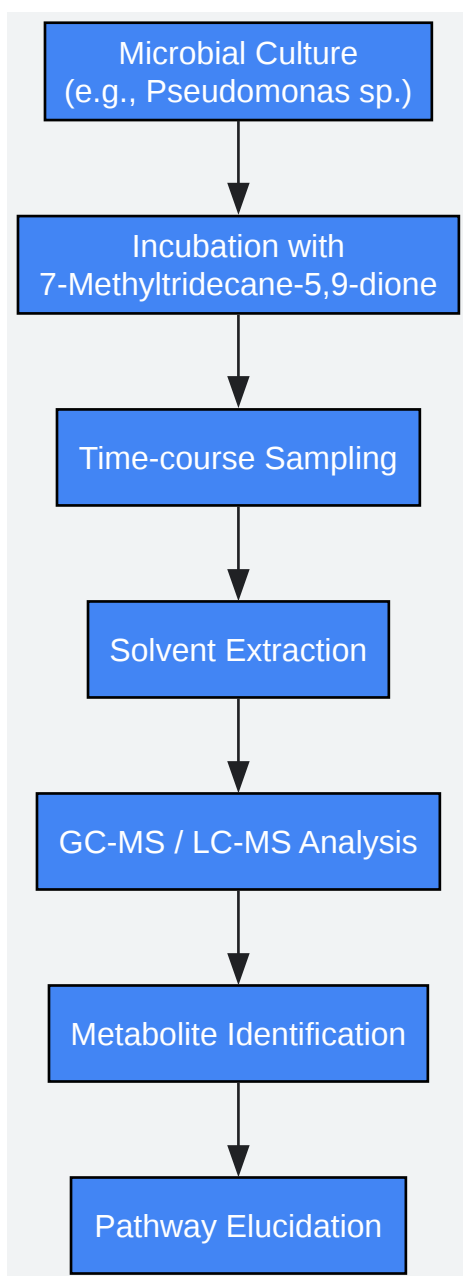 Microbial Culture
(e.g., Pseudomonas sp.)
Incubation with
7-Methyltridecane-5,9-dione
Time-course Sampling
Solvent Extraction
GC-MS / LC-MS Analysis
Metabolite Identification
Pathway Elucidation